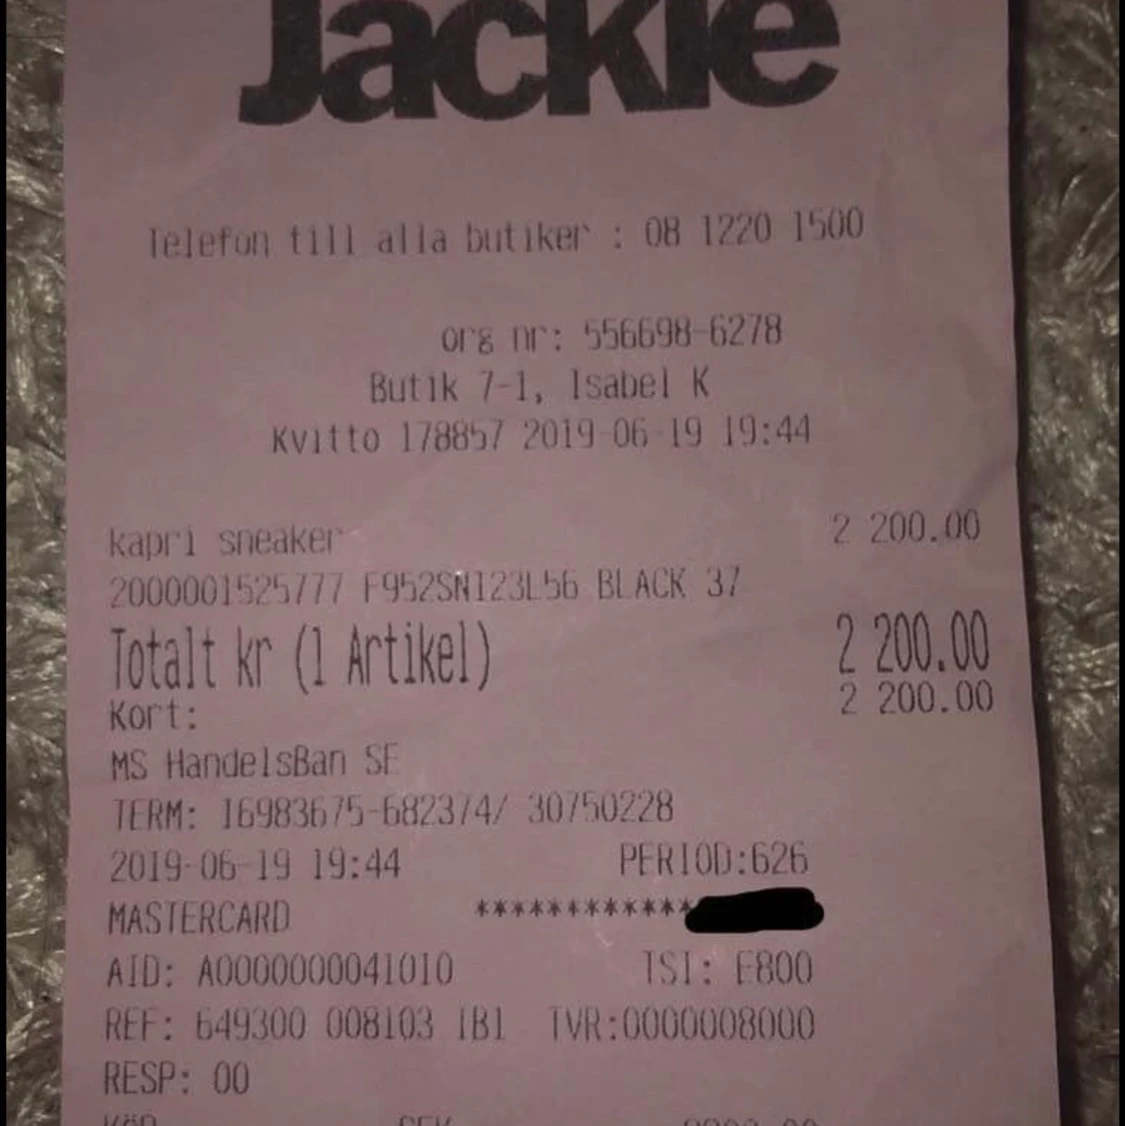 Jackie
Telefon till alla butiker : 08 1220 1500
org nr: 556698-6278
Butik 7-1, Isabel K
Kvitto 178857 2019-06-19 19:44
kapri sneaker 2 200.00
2000001525777 F952SN123L56 BLACK 37
Totalt kr (1 Artikel) 2 200.00
Kort: 2 200.00
MS HandelsBan SE
TERM: 16983675-682374/ 30750228
2019-06-19 19:44 PERIOD:626
MASTERCARD ************
AID: A0000000041010 TSI: E800
REF: 649300 008103 IB1 TVR:0000008000
RESP: 00